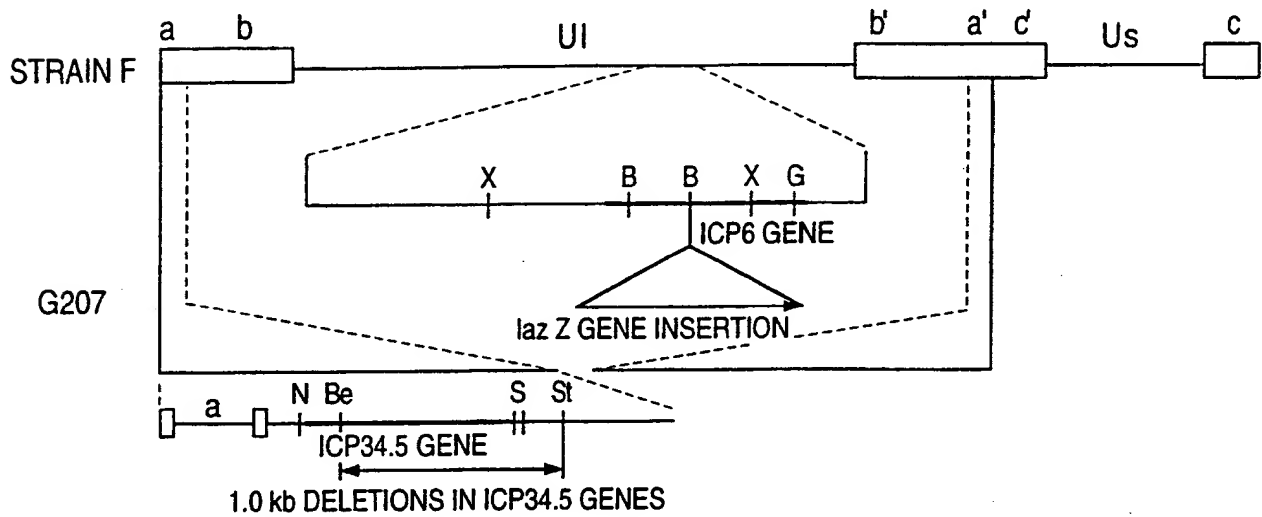 a b Ul b' a' c' Us c
STRAIN F
X B B X G
ICP6 GENE
G207
laz Z GENE INSERTION
a N Be S St
ICP34.5 GENE
1.0 kb DELETIONS IN ICP34.5 GENES